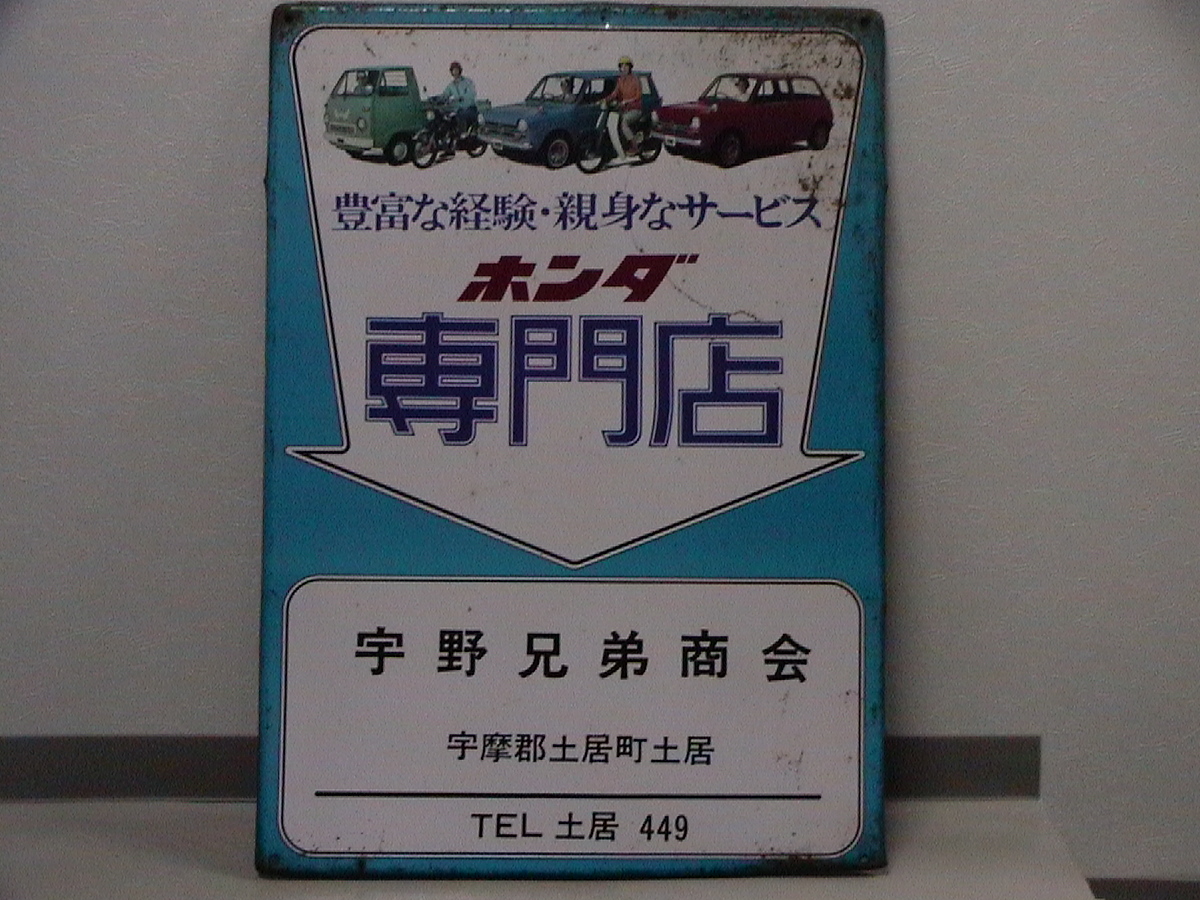 豊富な経験・親身なサービス
ホンダ
専門店
宇野兄弟商会
宇摩郡土居町土居
TEL 土居 449